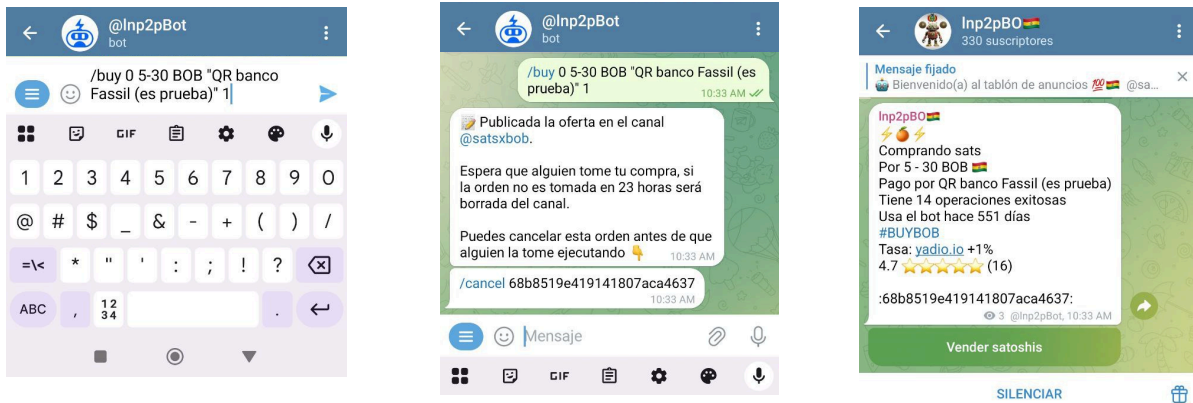 @lnp2pBot
bot
/buy 0 5-30 BOB "QR banco
Fassil (es prueba)" 1
GIF
1 2 3 4 5 6 7 8 9 0
@ # $ _ & - + ( ) /
=\< * " ' : ; ! ?
ABC , 12 34 .
@lnp2pBot
bot
/buy 0 5-30 BOB "QR banco Fassil (es
prueba)" 1
10:33 AM
📝 Publicada la oferta en el canal
@satsxbob.
Espera que alguien tome tu compra, si
la orden no es tomada en 23 horas será
borrada del canal.
Puedes cancelar esta orden antes de que
alguien la tome ejecutando 👇
10:33 AM
/cancel 68b8519e419141807aca4637
10:33 AM
Mensaje
GIF
lnp2pBO🇧🇴
330 suscriptores
Mensaje fijado
🤖 Bienvenido(a) al tablón de anuncios 💯🇧🇴 @sa...
lnp2pBO🇧🇴
⚡🍊⚡
Comprando sats
Por 5 - 30 BOB 🇧🇴
Pago por QR banco Fassil (es prueba)
Tiene 14 operaciones exitosas
Usa el bot hace 551 días
#BUYBOB
Tasa: yadio.io +1%
4.7 ⭐⭐⭐⭐⭐ (16)
:68b8519e419141807aca4637:
3 @lnp2pBot, 10:33 AM
Vender satoshis
SILENCIAR